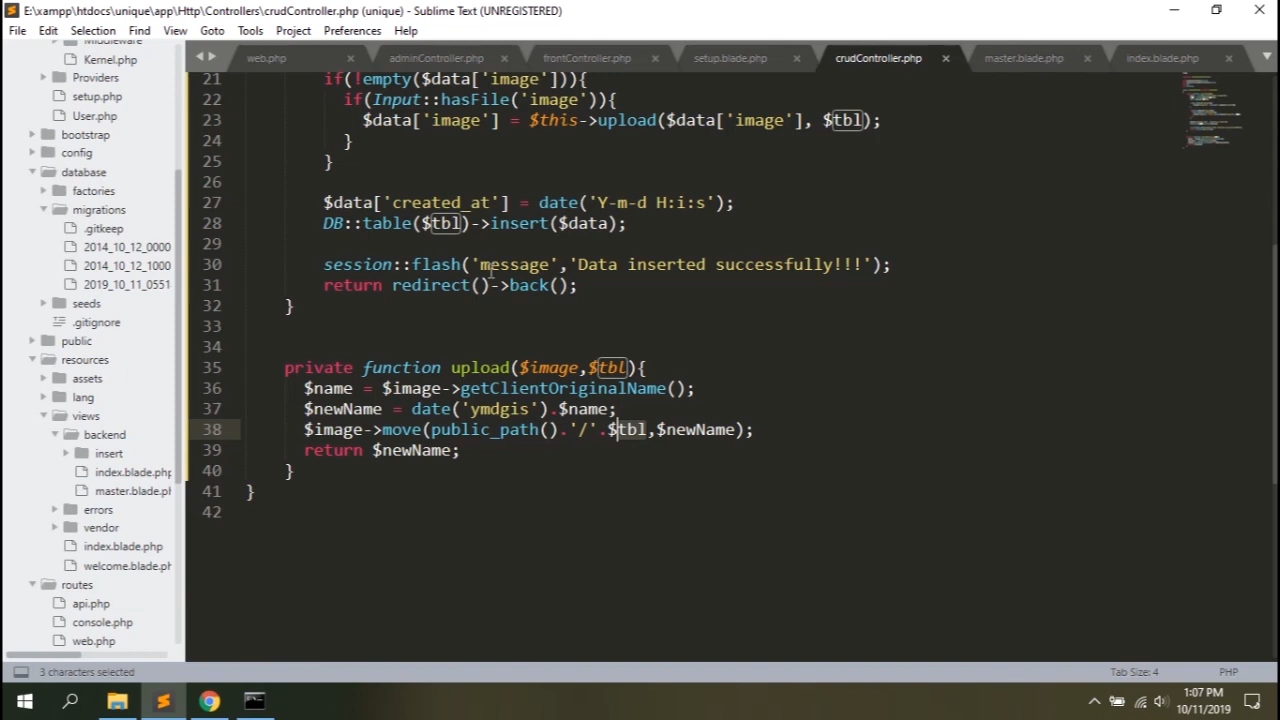 E:\xampp\htdocs\unique\app\Http\Controllers\crudController.php (unique) - Sublime Text (UNREGISTERED)
File Edit Selection Find View Goto Tools Project Preferences Help
web.php adminController.php frontController.php setup.blade.php crudController.php master.blade.php index.blade.php
Middleware
Kernel.php
Providers
setup.php
User.php
bootstrap
config
database
factories
migrations
.gitkeep
2014_10_12_0000
2014_10_12_1000
2019_10_11_0551
seeds
.gitignore
public
resources
assets
lang
views
backend
insert
index.blade.php
master.blade.ph
errors
vendor
index.blade.php
welcome.blade.ph
routes
api.php
console.php
web.php
21 if(!empty($data['image'])){
22 if(Input::hasFile('image')){
23 $data['image'] = $this->upload($data['image'], $tbl);
24 }
25 }
26
27 $data['created_at'] = date('Y-m-d H:i:s');
28 DB::table($tbl)->insert($data);
29
30 session::flash('message','Data inserted successfully!!!');
31 return redirect()->back();
32 }
33
34
35 private function upload($image,$tbl){
36 $name = $image->getClientOriginalName();
37 $newName = date('ymdgis').$name;
38 $image->move(public_path().'/'.$tbl,$newName);
39 return $newName;
40 }
41 }
42
3 characters selected Tab Size: 4 PHP
1:07 PM
10/11/2019